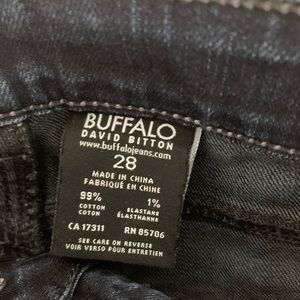 BUFFALO
DAVID BITTON
www.buffalojeans.com
28
MADE IN CHINA
FABRIQUÉ EN CHINE
99% 1%
COTTON ELASTANE
COTON ÉLASTHANNE
CA 17311 RN 85706
SEE CARE ON REVERSE
VOIR VERSO POUR ENTRETIEN